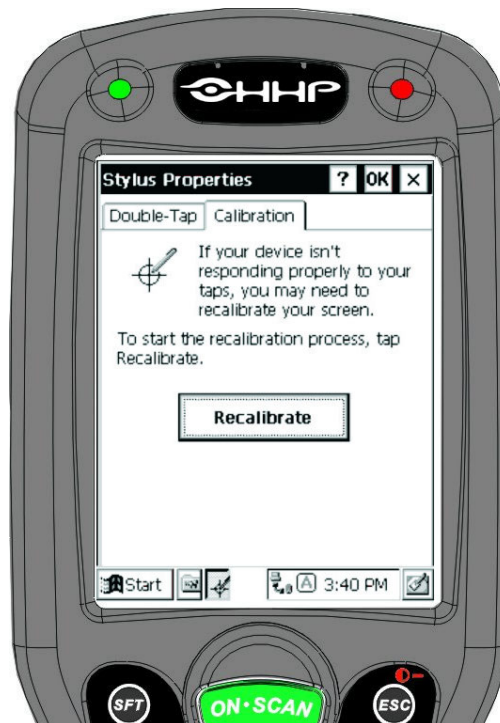 HHP
Stylus Properties ? OK ×
Double-Tap Calibration
If your device isn't
responding properly to your
taps, you may need to
recalibrate your screen.
To start the recalibration process, tap
Recalibrate.
Recalibrate
Start A 3:40 PM
SFT
ON·SCAN
ESC